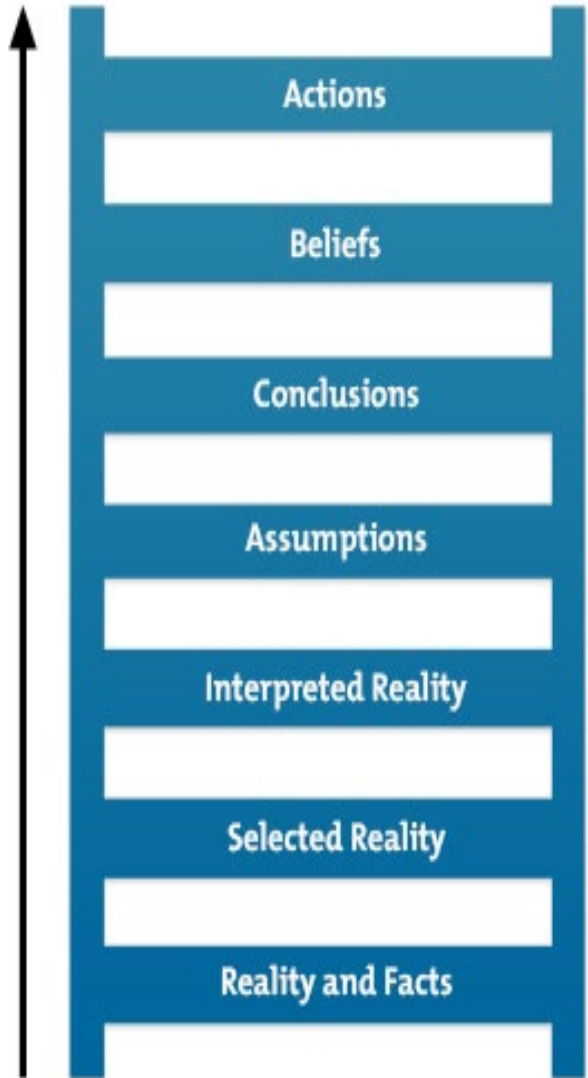 Actions
Beliefs
Conclusions
Assumptions
Interpreted Reality
Selected Reality
Reality and Facts